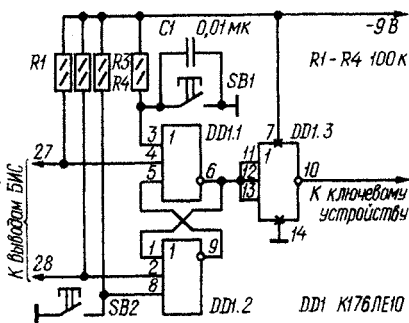 C1 0,01 мк
-9 В
R1
R3
R4
SB1
R1-R4 100к
3
4
5
1
DD1.1
6
7
DD1.3
11
12
13
1
10
14
К ключевому
устройству
27
28
К выводам БИС
1
2
8
1
9
DD1.2
SB2
DD1 К176ЛЕ10